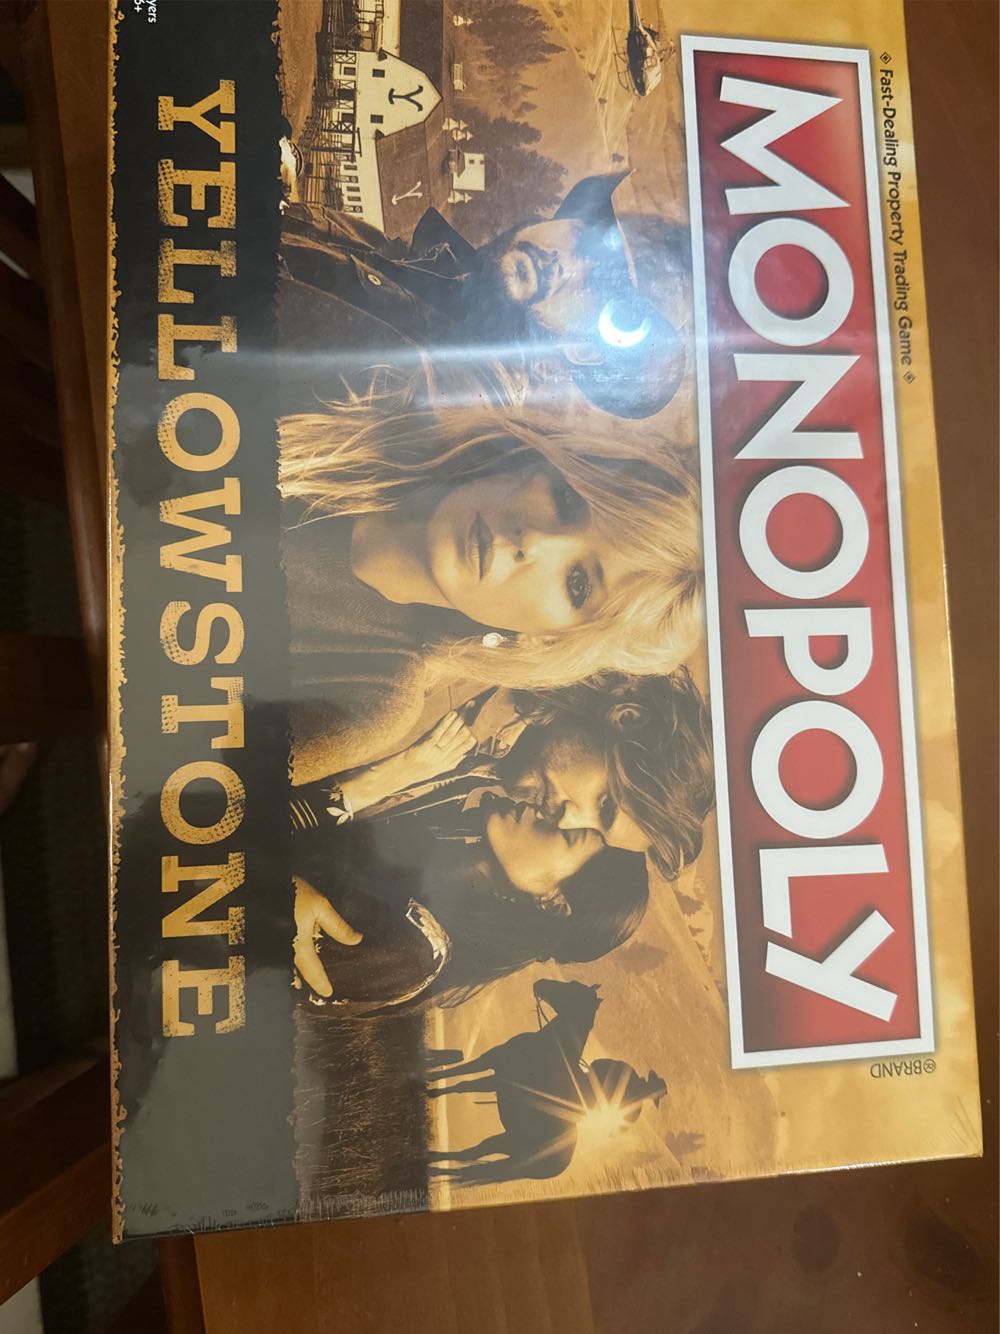 Fast-Dealing Property Trading Game
MONOPOLY
®BRAND
YELLOWSTONE